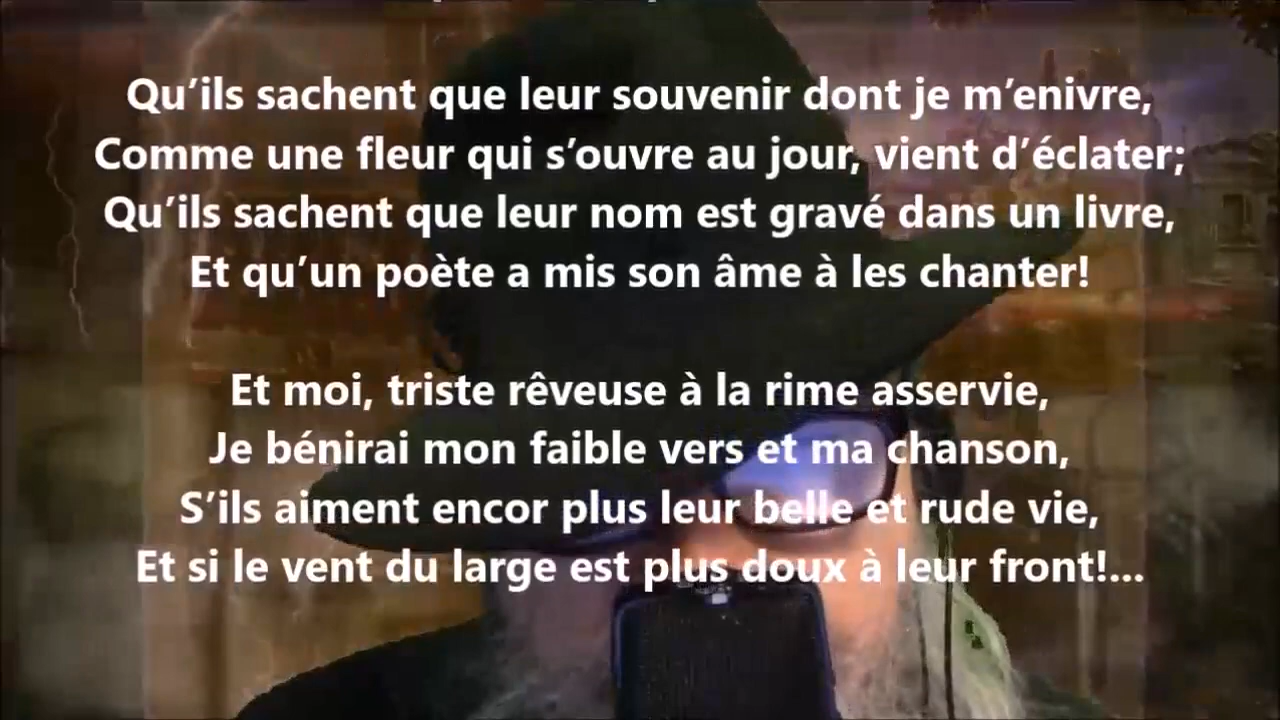 Qu’ils sachent que leur souvenir dont je m’enivre,
Comme une fleur qui s’ouvre au jour, vient d’éclater;
Qu’ils sachent que leur nom est gravé dans un livre,
Et qu’un poète a mis son âme à les chanter!
Et moi, triste rêveuse à la rime asservie,
Je bénirai mon faible vers et ma chanson,
S’ils aiment encor plus leur belle et rude vie,
Et si le vent du large est plus doux à leur front!...